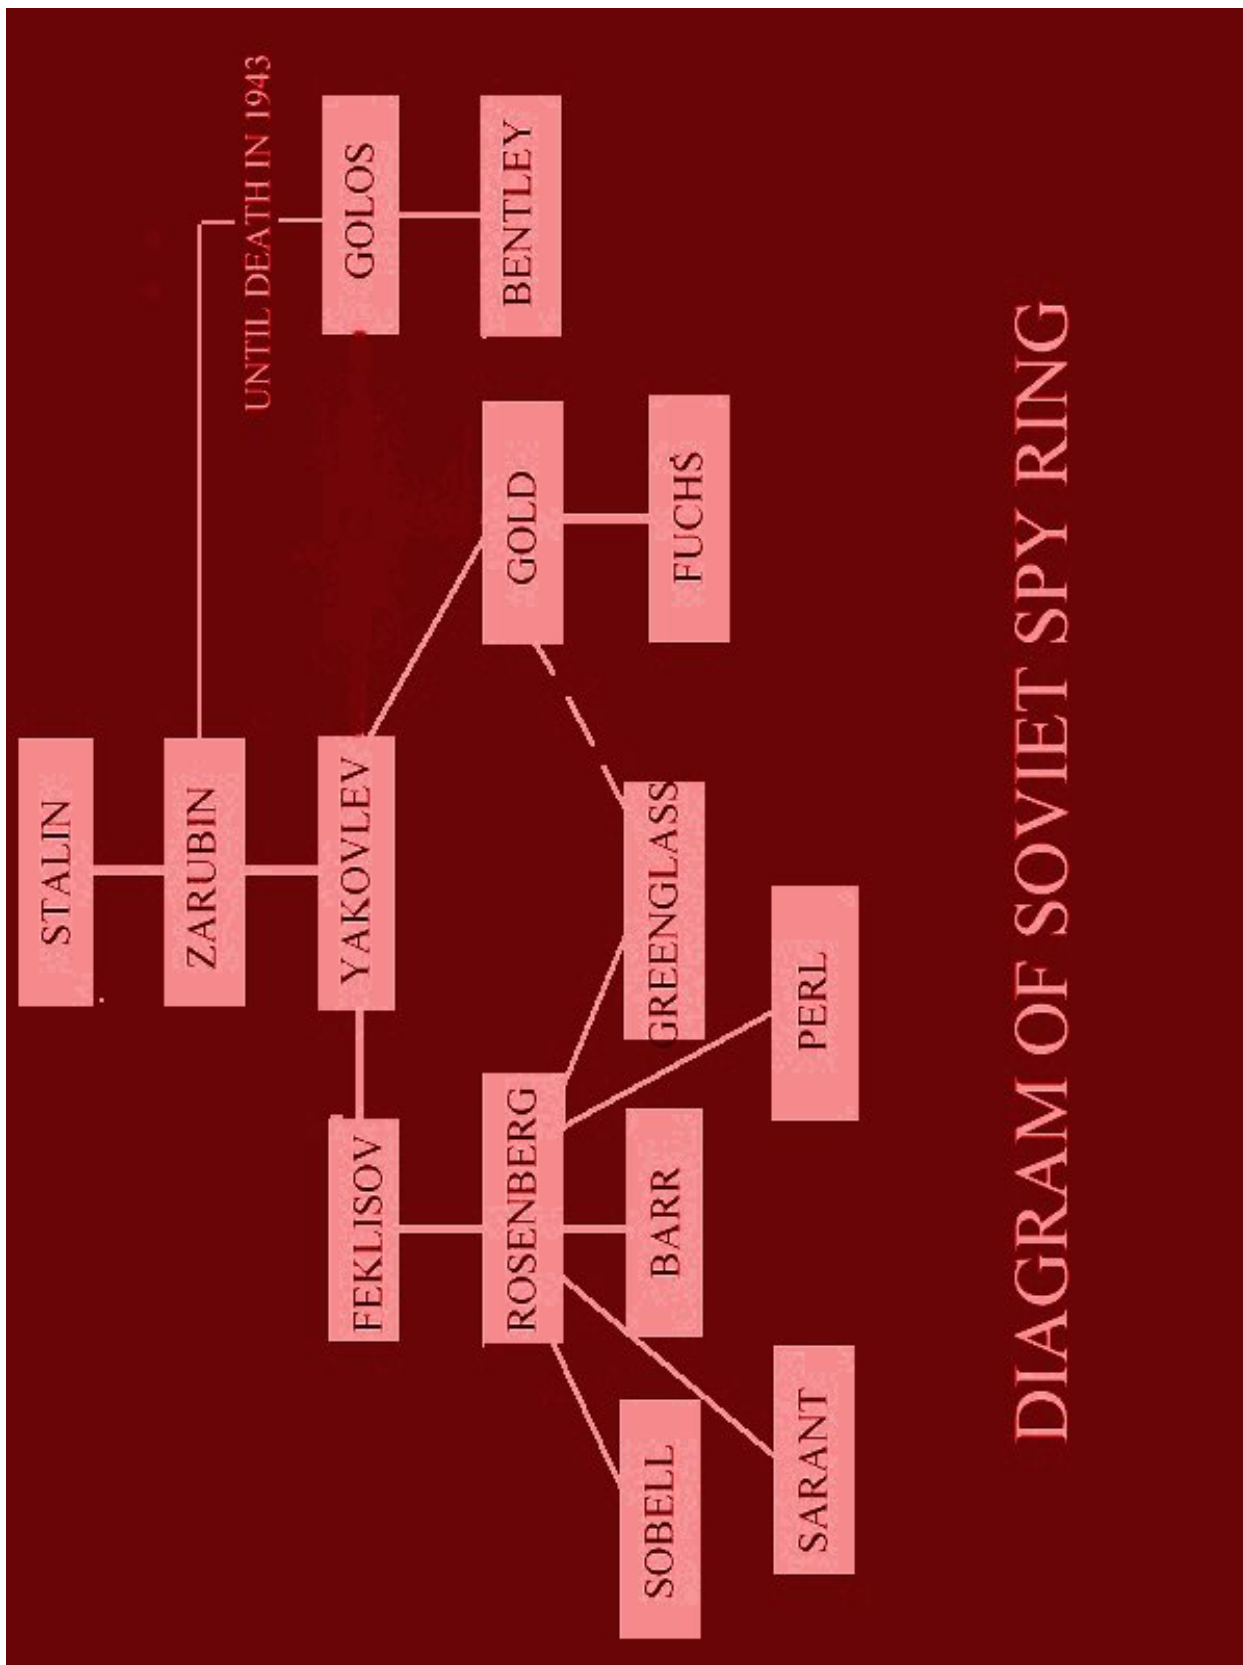 STALIN
ZARUBIN
UNTIL DEATH IN 1943
FEKLISOV
YAKOVLEV
GOLOS
ROSENBERG
GOLD
BENTLEY
SOBELL
BARR
GREENGLASS
FUCHS
SARANT
PERL
DIAGRAM OF SOVIET SPY RING